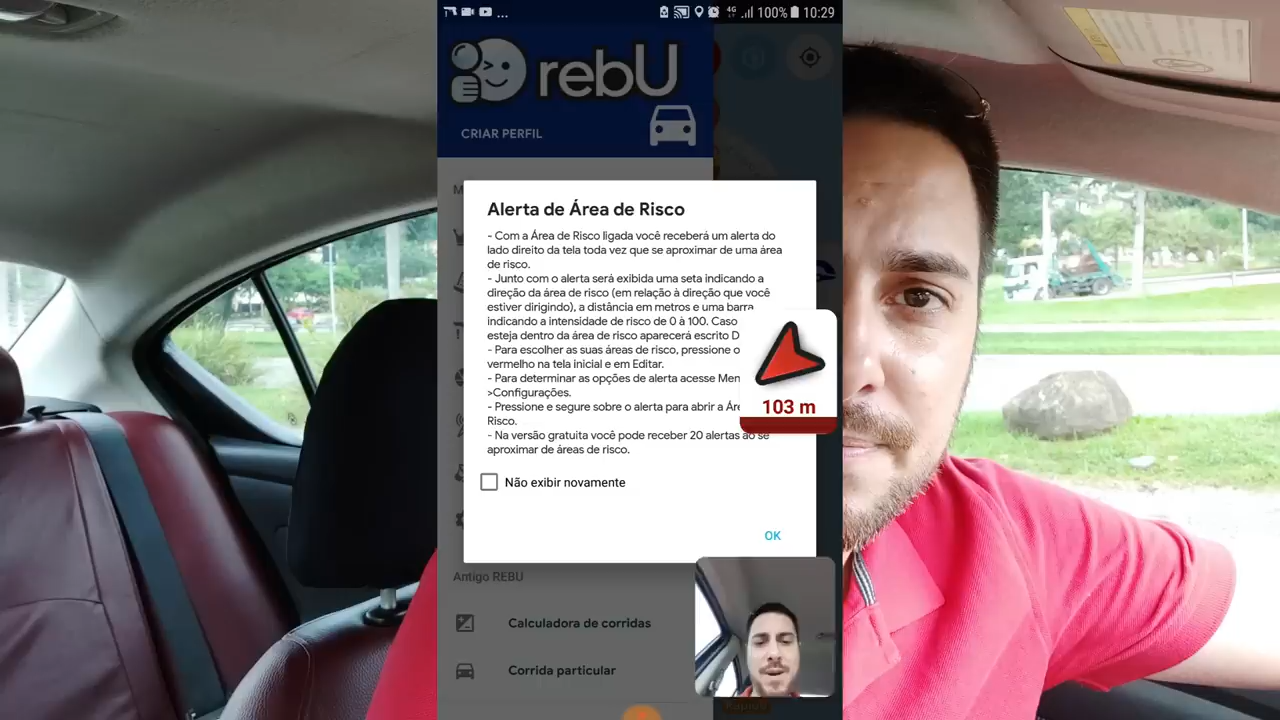 4G 100% 10:29
rebU
CRIAR PERFIL
M
Alerta de Área de Risco
- Com a Área de Risco ligada você receberá um alerta do
lado direito da tela toda vez que se aproximar de uma área
de risco.
- Junto com o alerta será exibida uma seta indicando a
direção da área de risco (em relação à direção que você
estiver dirigindo), a distância em metros e uma barra
indicando a intensidade de risco de 0 à 100. Caso
esteja dentro da área de risco aparecerá escrito D
- Para escolher as suas áreas de risco, pressione o
vermelho na tela inicial e em Editar.
- Para determinar as opções de alerta acesse Men
>Configurações.
- Pressione e segure sobre o alerta para abrir a Áre
Risco.
- Na versão gratuita você pode receber 20 alertas ao se
aproximar de áreas de risco.
103 m
Não exibir novamente
OK
Antigo REBU
Calculadora de corridas
Corrida particular